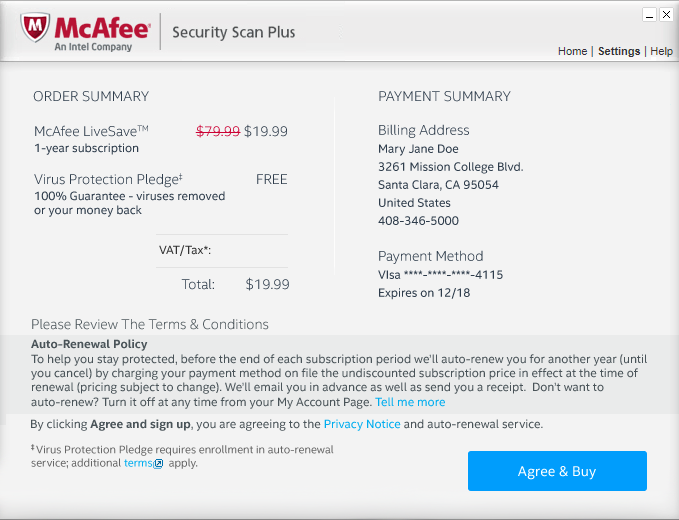 McAfee®
An Intel Company
Security Scan Plus
Home | Settings | Help
ORDER SUMMARY
McAfee LiveSave™ $79.99 $19.99
1-year subscription
Virus Protection Pledge‡ FREE
100% Guarantee - viruses removed
or your money back
VAT/Tax*:
Total: $19.99
PAYMENT SUMMARY
Billing Address
Mary Jane Doe
3261 Mission College Blvd.
Santa Clara, CA 95054
United States
408-346-5000
Payment Method
VIsa ****-****-****-4115
Expires on 12/18
Please Review The Terms & Conditions
Auto-Renewal Policy
To help you stay protected, before the end of each subscription period we'll auto-renew you for another year (until
you cancel) by charging your payment method on file the undiscounted subscription price in effect at the time of
renewal (pricing subject to change). We'll email you in advance as well as send you a receipt. Don't want to
auto-renew? Turn it off at any time from your My Account Page. Tell me more
By clicking Agree and sign up, you are agreeing to the Privacy Notice and auto-renewal service.
‡Virus Protection Pledge requires enrollment in auto-renewal
service; additional terms apply.
Agree & Buy